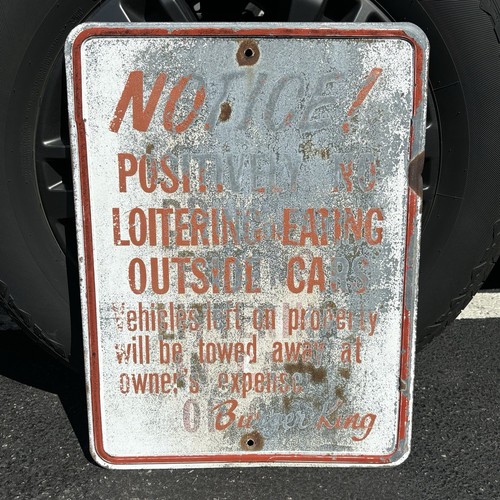 NOTICE!
POSITIVELY NO
LOITERING EATING
OUTSIDE CARS
Vehicles left on property
will be towed away at
owner's expense
Burger King